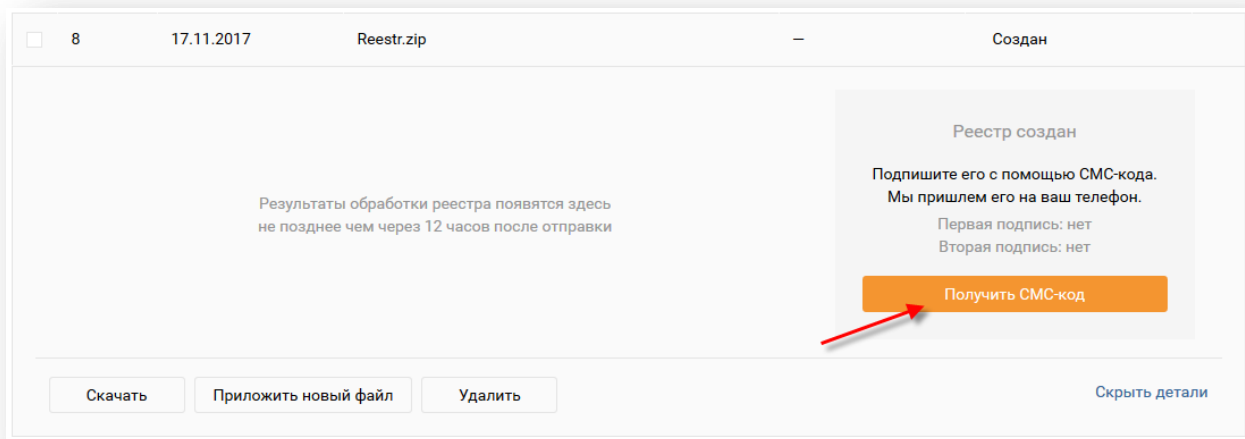 8 17.11.2017 Reestr.zip — Создан
Результаты обработки реестра появятся здесь
не позднее чем через 12 часов после отправки
Реестр создан
Подпишите его с помощью СМС-кода.
Мы пришлем его на ваш телефон.
Первая подпись: нет
Вторая подпись: нет
Получить СМС-код
Скачать Приложить новый файл Удалить Скрыть детали